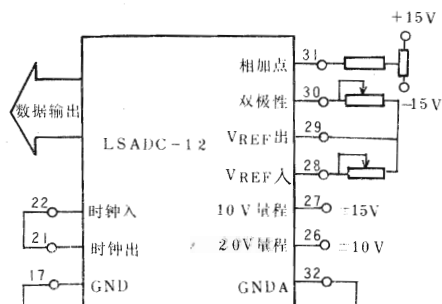 +15V
31
相加点
30
双极性
-15V
数据输出
29
VREF出
LSADC-12
28
VREF入
22
时钟入
27
10V量程
=15V
21
时钟出
26
20V量程
=10V
17
GND
32
GNDA